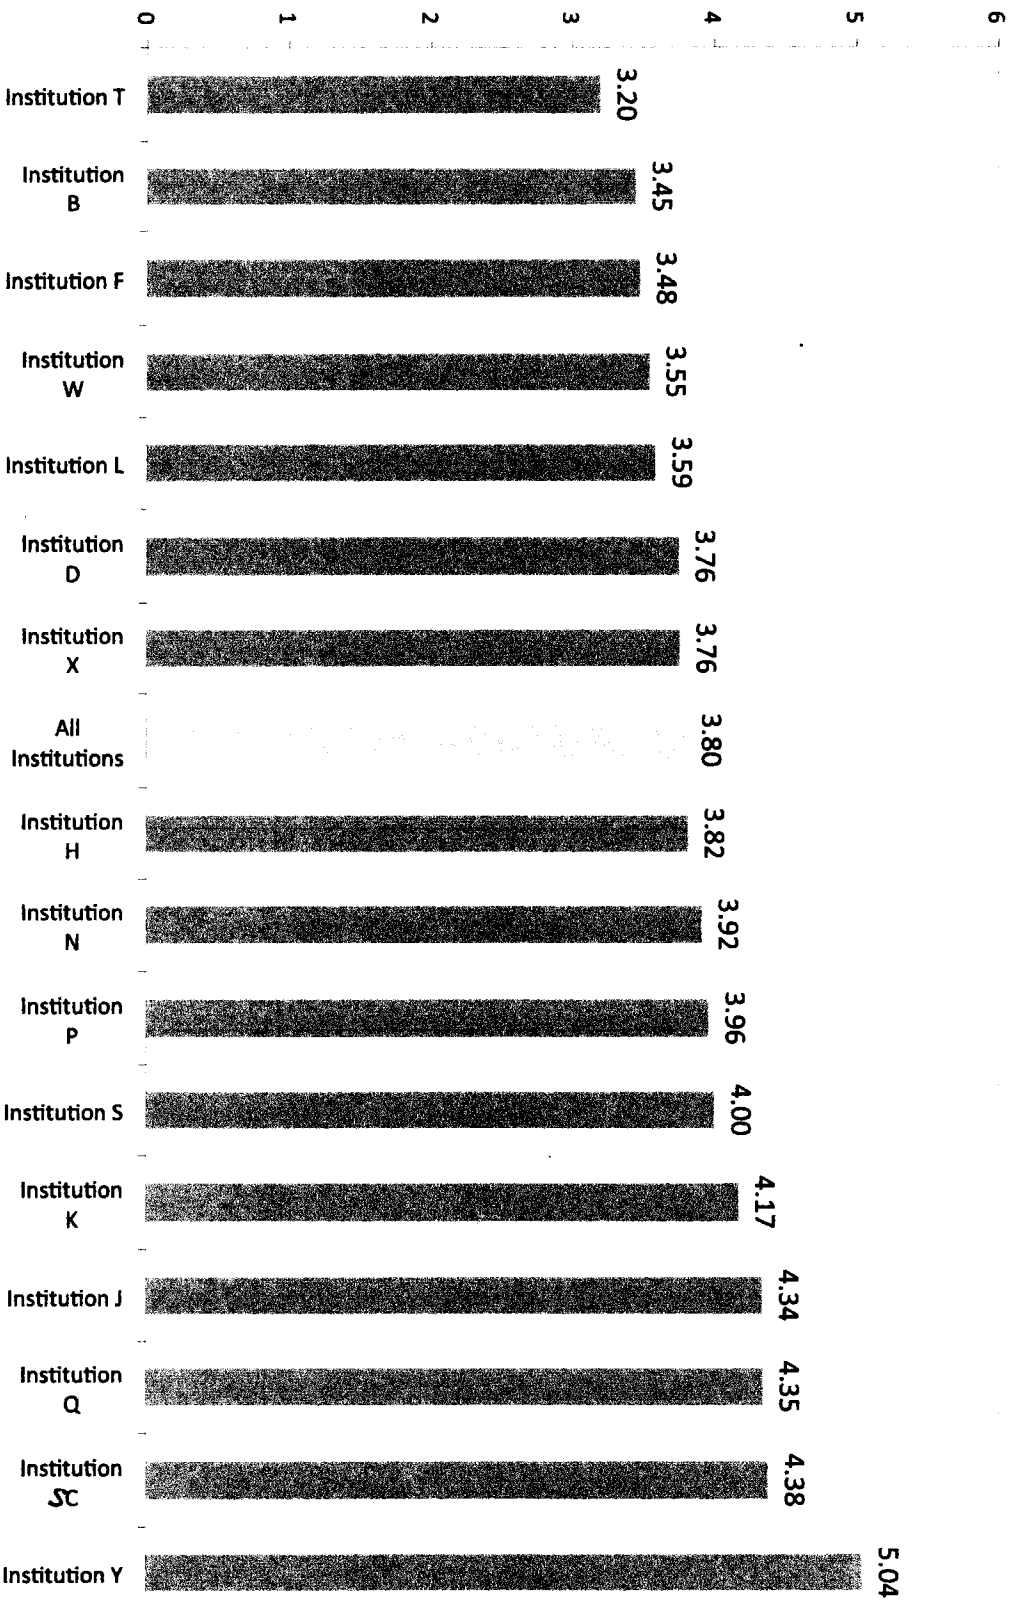 0
1
2
3
4
5
6
Institution T
3.20
Institution
B
3.45
Institution F
3.48
Institution
W
3.55
Institution L
3.59
Institution
D
3.76
Institution
X
3.76
All
Institutions
3.80
Institution
H
3.82
Institution
N
3.92
Institution
P
3.96
Institution S
4.00
Institution
K
4.17
Institution J
4.34
Institution
Q
4.35
Institution
SC
4.38
Institution Y
5.04